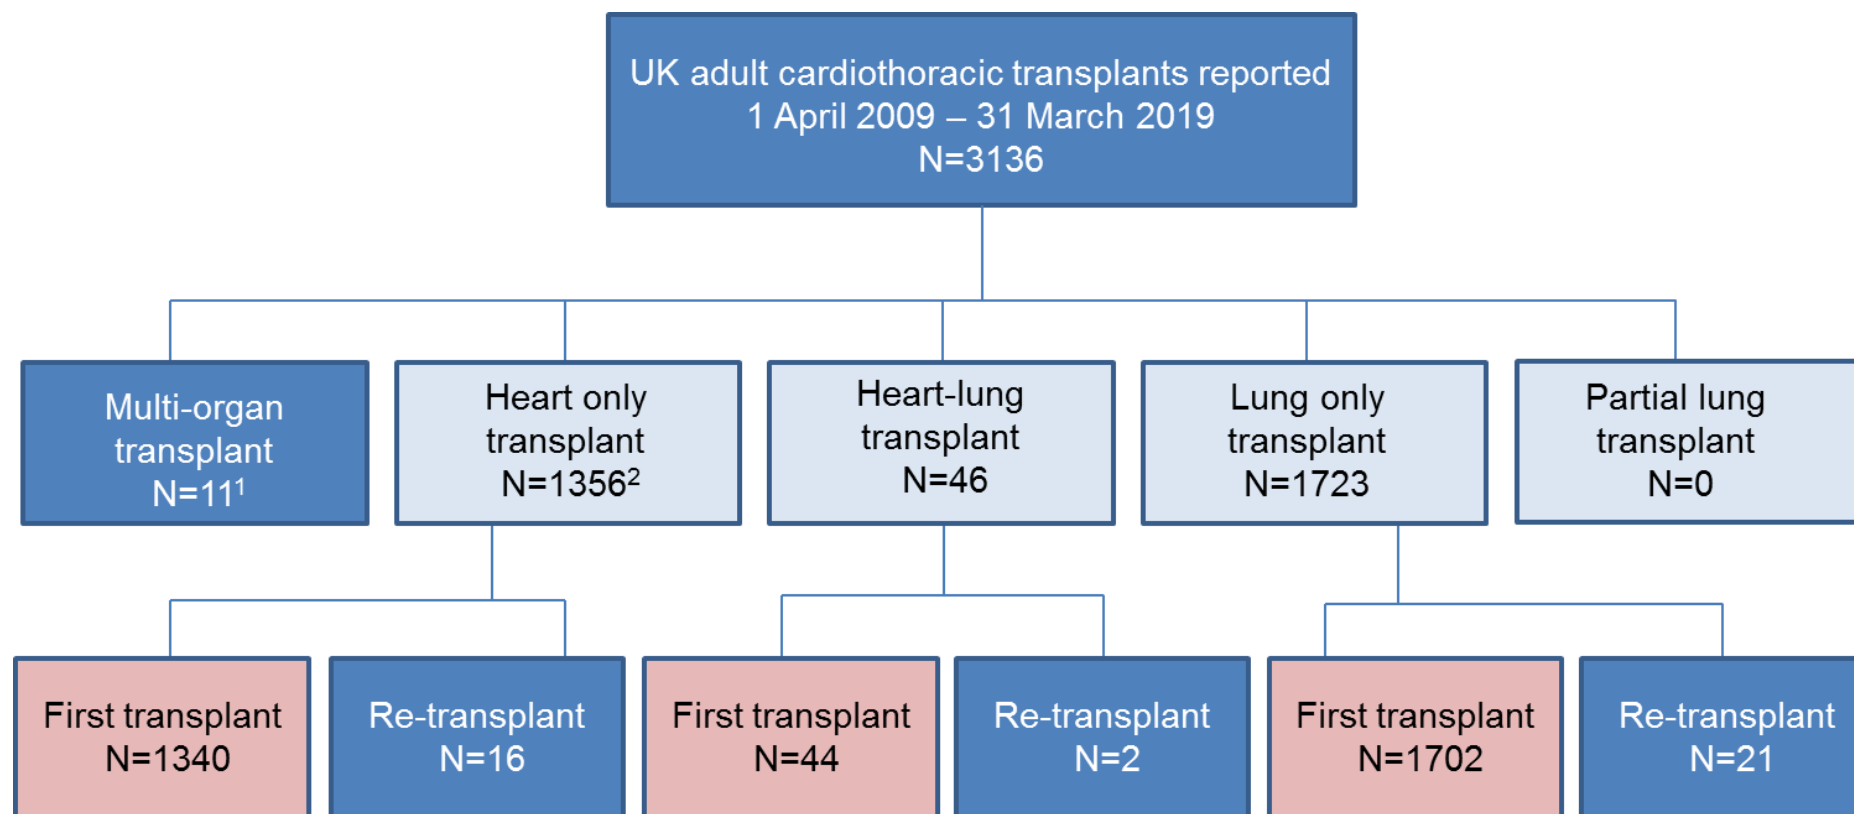 UK adult cardiothoracic transplants reported
1 April 2009 – 31 March 2019
N=3136
Multi-organ
transplant
N=11¹
Heart only
transplant
N=1356²
Heart-lung
transplant
N=46
Lung only
transplant
N=1723
Partial lung
transplant
N=0
First transplant
N=1340
Re-transplant
N=16
First transplant
N=44
Re-transplant
N=2
First transplant
N=1702
Re-transplant
N=21